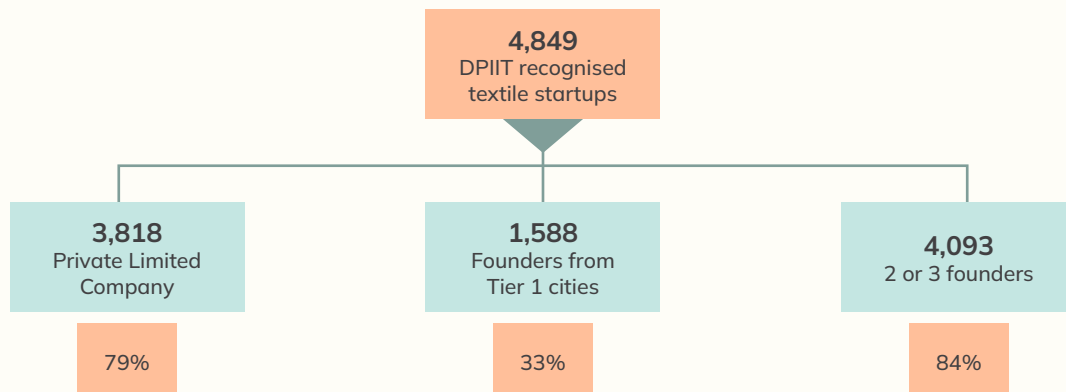 4,849
DPIIT recognised
textile startups
3,818
Private Limited
Company
1,588
Founders from
Tier 1 cities
4,093
2 or 3 founders
79%
33%
84%